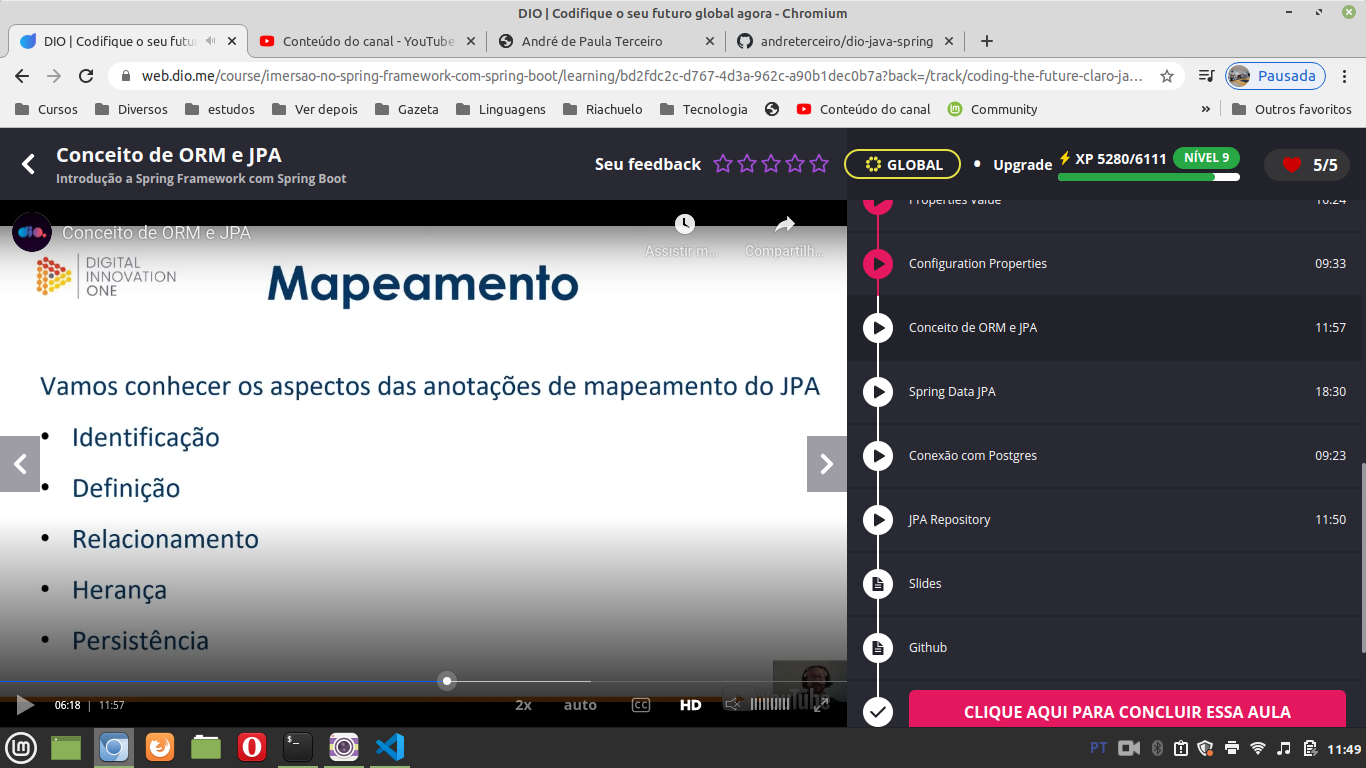 DIO | Codifique o seu futuro global agora - Chromium
DIO | Codifique o seu futu
Conteúdo do canal - YouTube
André de Paula Terceiro
andreterceiro/dio-java-spring
web.dio.me/course/imersao-no-spring-framework-com-spring-boot/learning/bd2fdc2c-d767-4d3a-962c-a90b1dec0b7a?back=/track/coding-the-future-claro-ja...
Pausada
Cursos
Diversos
estudos
Ver depois
Gazeta
Linguagens
Riachuelo
Tecnologia
Conteúdo do canal
Community
»
Outros favoritos
Conceito de ORM e JPA
Introdução a Spring Framework com Spring Boot
Seu feedback
GLOBAL
• Upgrade
XP 5280/6111
NÍVEL 9
5/5
dio.
Conceito de ORM e JPA
Assistir m...
Compartilh...
DIGITAL
INNOVATION
ONE
Mapeamento
Vamos conhecer os aspectos das anotações de mapeamento do JPA
• Identificação
• Definição
• Relacionamento
• Herança
• Persistência
06:18 | 11:57
2x
auto
CC
HD
YouTube
Properties Value 16:24
Configuration Properties 09:33
Conceito de ORM e JPA 11:57
Spring Data JPA 18:30
Conexão com Postgres 09:23
JPA Repository 11:50
Slides
Github
CLIQUE AQUI PARA CONCLUIR ESSA AULA
PT
11:49